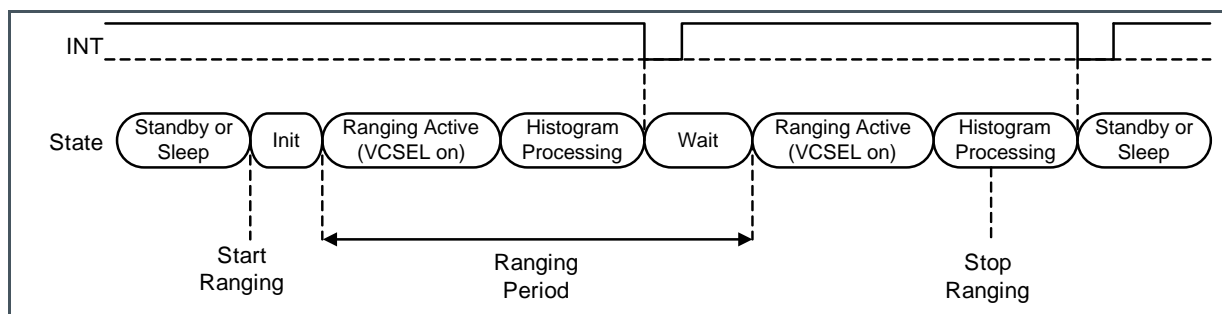 INT
State
Standby or
Sleep
Init
Ranging Active
(VCSEL on)
Histogram
Processing
Wait
Ranging Active
(VCSEL on)
Histogram
Processing
Standby or
Sleep
Start
Ranging
Ranging
Period
Stop
Ranging